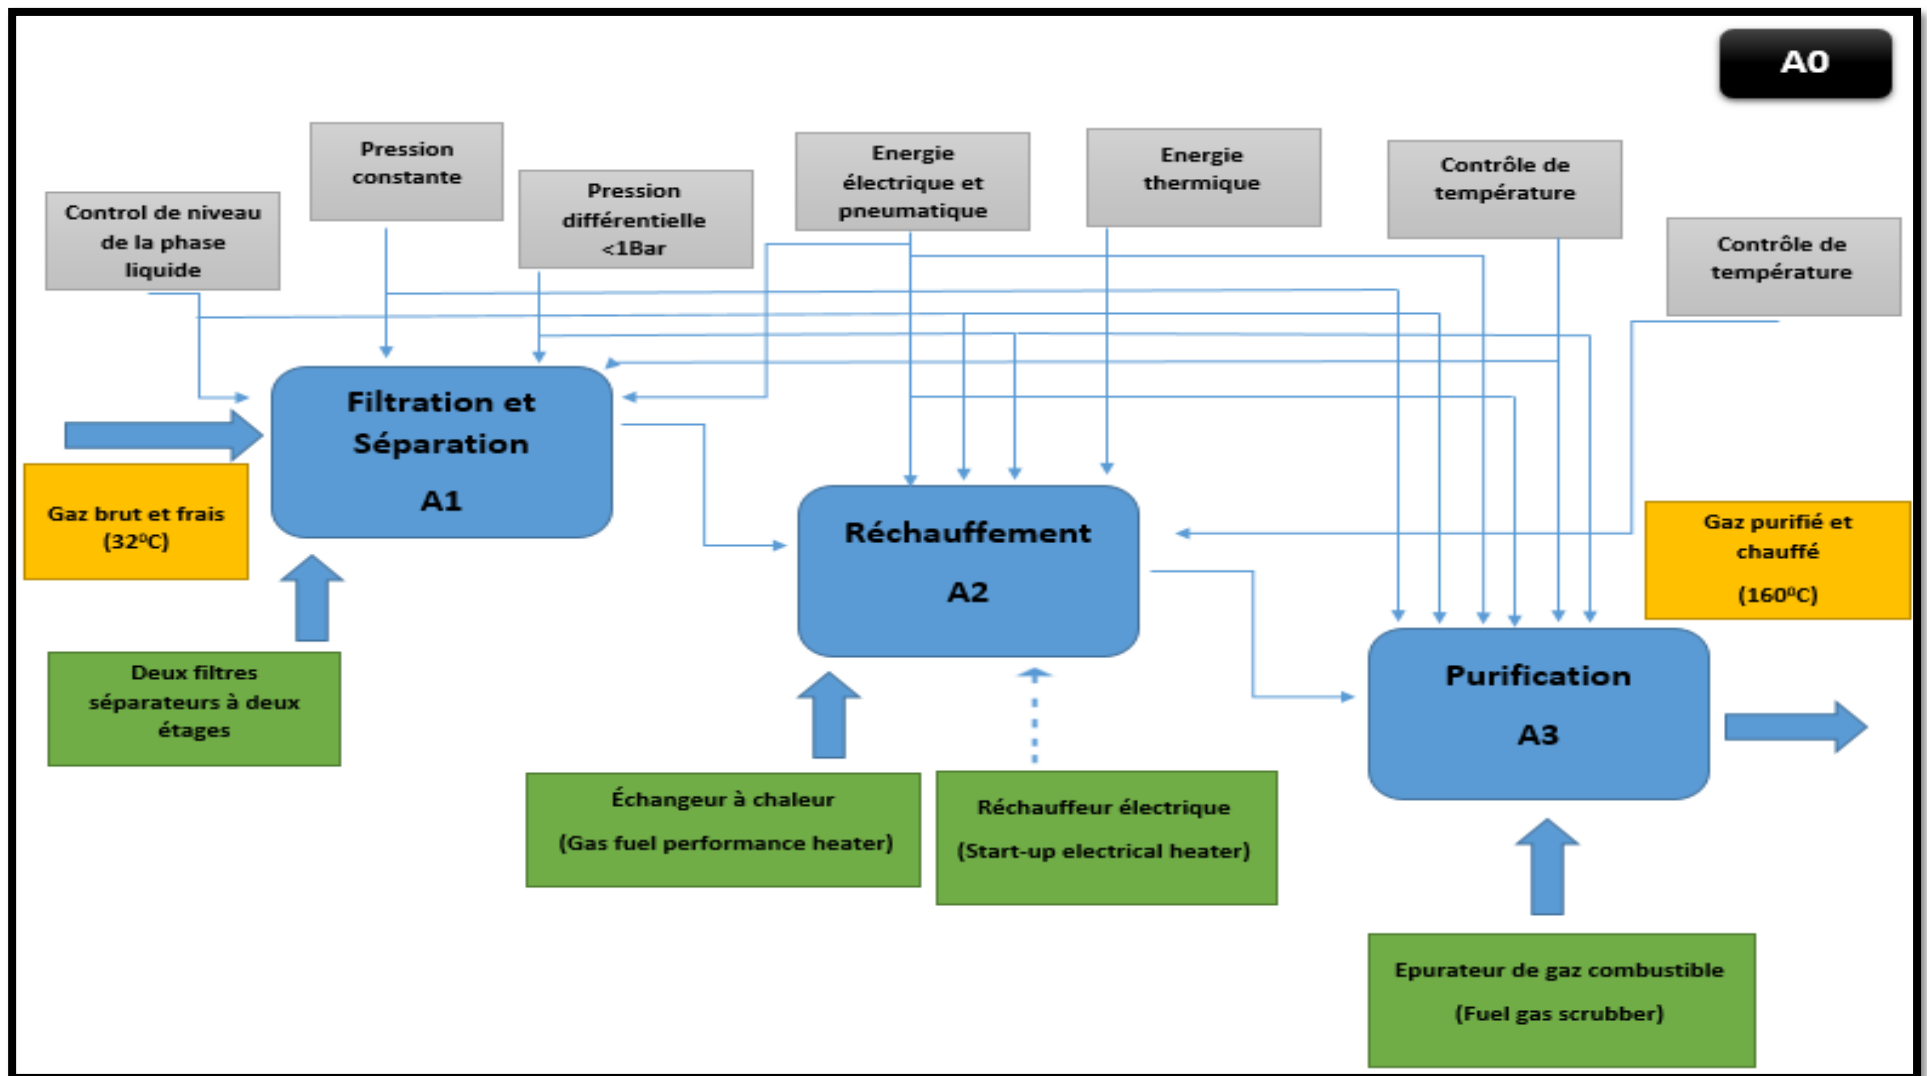 A0
Pression
constante
Energie
électrique et
pneumatique
Energie
thermique
Contrôle de
température
Pression
différentielle
<1Bar
Control de niveau
de la phase
liquide
Contrôle de
température
Filtration et
Séparation
A1
Gaz brut et frais
(32⁰C)
Réchauffement
A2
Gaz purifié et
chauffé
(160⁰C)
Deux filtres
séparateurs à deux
étages
Purification
A3
Échangeur à chaleur
(Gas fuel performance heater)
Réchauffeur électrique
(Start-up electrical heater)
Epurateur de gaz combustible
(Fuel gas scrubber)